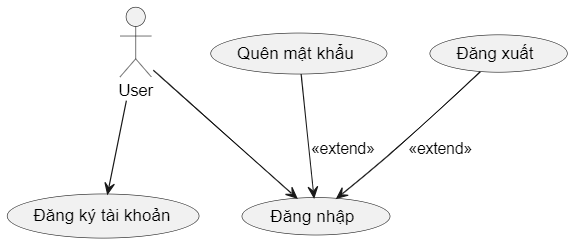 Quên mật khẩu
Đăng xuất
User
«extend»
«extend»
Đăng ký tài khoản
Đăng nhập